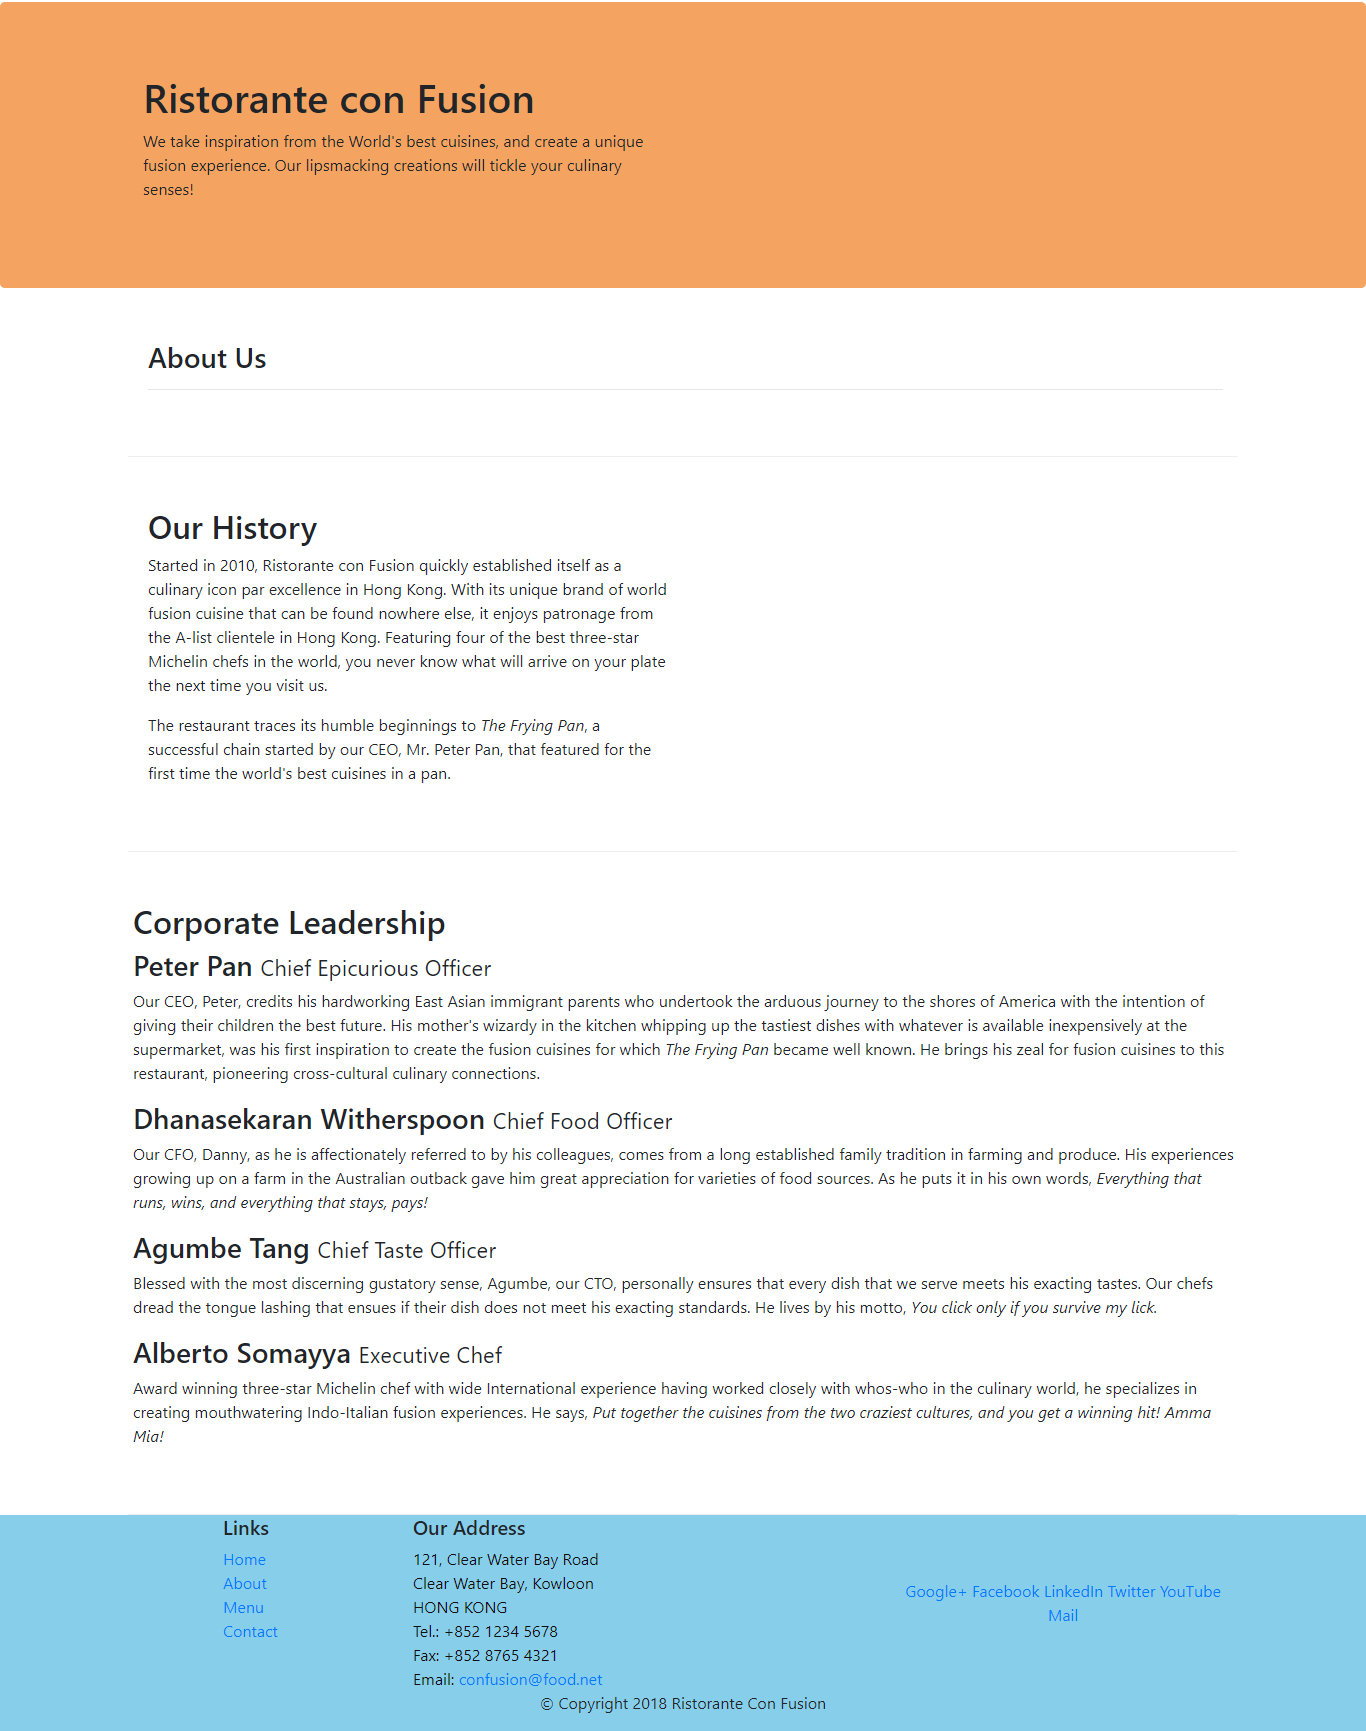 Ristorante con Fusion
We take inspiration from the World's best cuisines, and create a unique
fusion experience. Our lipsmacking creations will tickle your culinary
senses!
About Us
Our History
Started in 2010, Ristorante con Fusion quickly established itself as a
culinary icon par excellence in Hong Kong. With its unique brand of world
fusion cuisine that can be found nowhere else, it enjoys patronage from
the A-list clientele in Hong Kong. Featuring four of the best three-star
Michelin chefs in the world, you never know what will arrive on your plate
the next time you visit us.
The restaurant traces its humble beginnings to The Frying Pan, a
successful chain started by our CEO, Mr. Peter Pan, that featured for the
first time the world's best cuisines in a pan.
Corporate Leadership
Peter Pan Chief Epicurious Officer
Our CEO, Peter, credits his hardworking East Asian immigrant parents who undertook the arduous journey to the shores of America with the intention of
giving their children the best future. His mother's wizardy in the kitchen whipping up the tastiest dishes with whatever is available inexpensively at the
supermarket, was his first inspiration to create the fusion cuisines for which The Frying Pan became well known. He brings his zeal for fusion cuisines to this
restaurant, pioneering cross-cultural culinary connections.
Dhanasekaran Witherspoon Chief Food Officer
Our CFO, Danny, as he is affectionately referred to by his colleagues, comes from a long established family tradition in farming and produce. His experiences
growing up on a farm in the Australian outback gave him great appreciation for varieties of food sources. As he puts it in his own words, Everything that
runs, wins, and everything that stays, pays!
Agumbe Tang Chief Taste Officer
Blessed with the most discerning gustatory sense, Agumbe, our CTO, personally ensures that every dish that we serve meets his exacting tastes. Our chefs
dread the tongue lashing that ensues if their dish does not meet his exacting standards. He lives by his motto, You click only if you survive my lick.
Alberto Somayya Executive Chef
Award winning three-star Michelin chef with wide International experience having worked closely with whos-who in the culinary world, he specializes in
creating mouthwatering Indo-Italian fusion experiences. He says, Put together the cuisines from the two craziest cultures, and you get a winning hit! Amma
Mia!
Links
Home
About
Menu
Contact
Our Address
121, Clear Water Bay Road
Clear Water Bay, Kowloon
HONG KONG
Tel.: +852 1234 5678
Fax: +852 8765 4321
Email: confusion@food.net
Google+ Facebook LinkedIn Twitter YouTube
Mail
© Copyright 2018 Ristorante Con Fusion